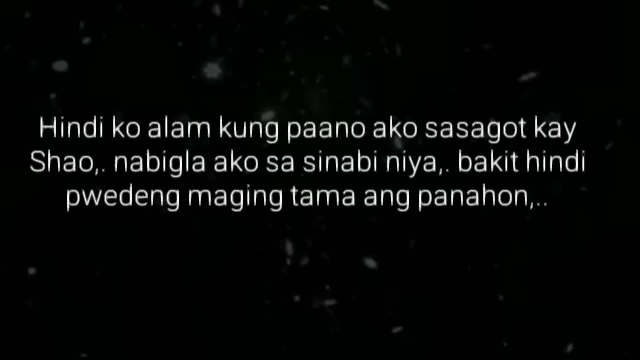 Hindi ko alam kung paano ako sasagot kay
Shao,. nabigla ako sa sinabi niya,. bakit hindi
pwedeng maging tama ang panahon,..